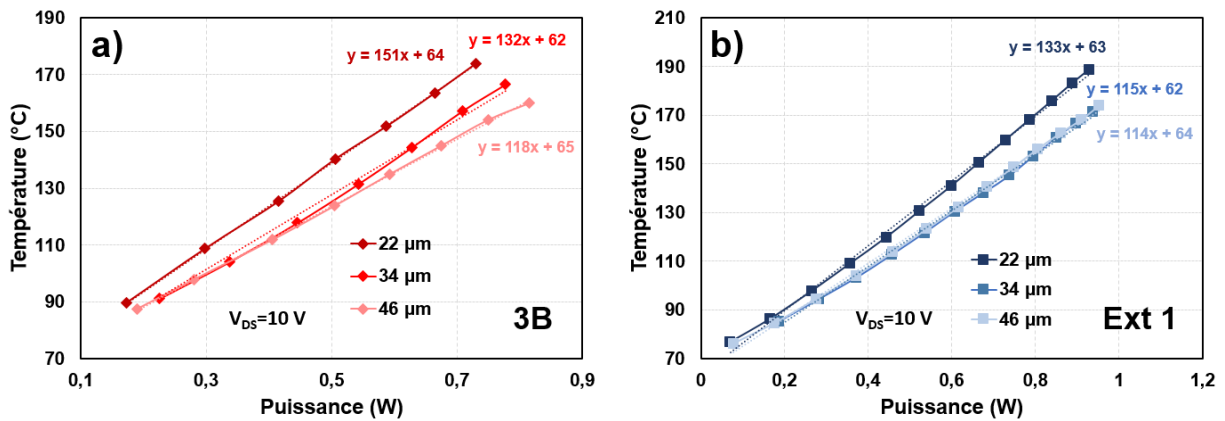 a)
190
170
150
130
110
90
70
Température (°C)
y = 151x + 64
y = 132x + 62
y = 118x + 65
22 µm
34 µm
46 µm
VDS=10 V
3B
0,1
0,3
0,5
0,7
0,9
Puissance (W)
b)
210
190
170
150
130
110
90
70
Température (°C)
y = 133x + 63
y = 115x + 62
y = 114x + 64
22 µm
34 µm
46 µm
VDS=10 V
Ext 1
0
0,2
0,4
0,6
0,8
1
1,2
Puissance (W)